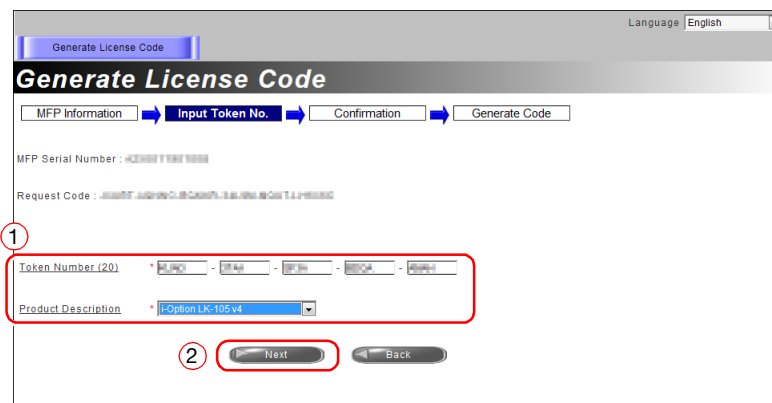 Language English
Generate License Code
Generate License Code
MFP Information Input Token No. Confirmation Generate Code
MFP Serial Number :
Request Code :
1
Token Number (20) * - - - -
Product Description * i-Option LK-105 v4
2 Next Back